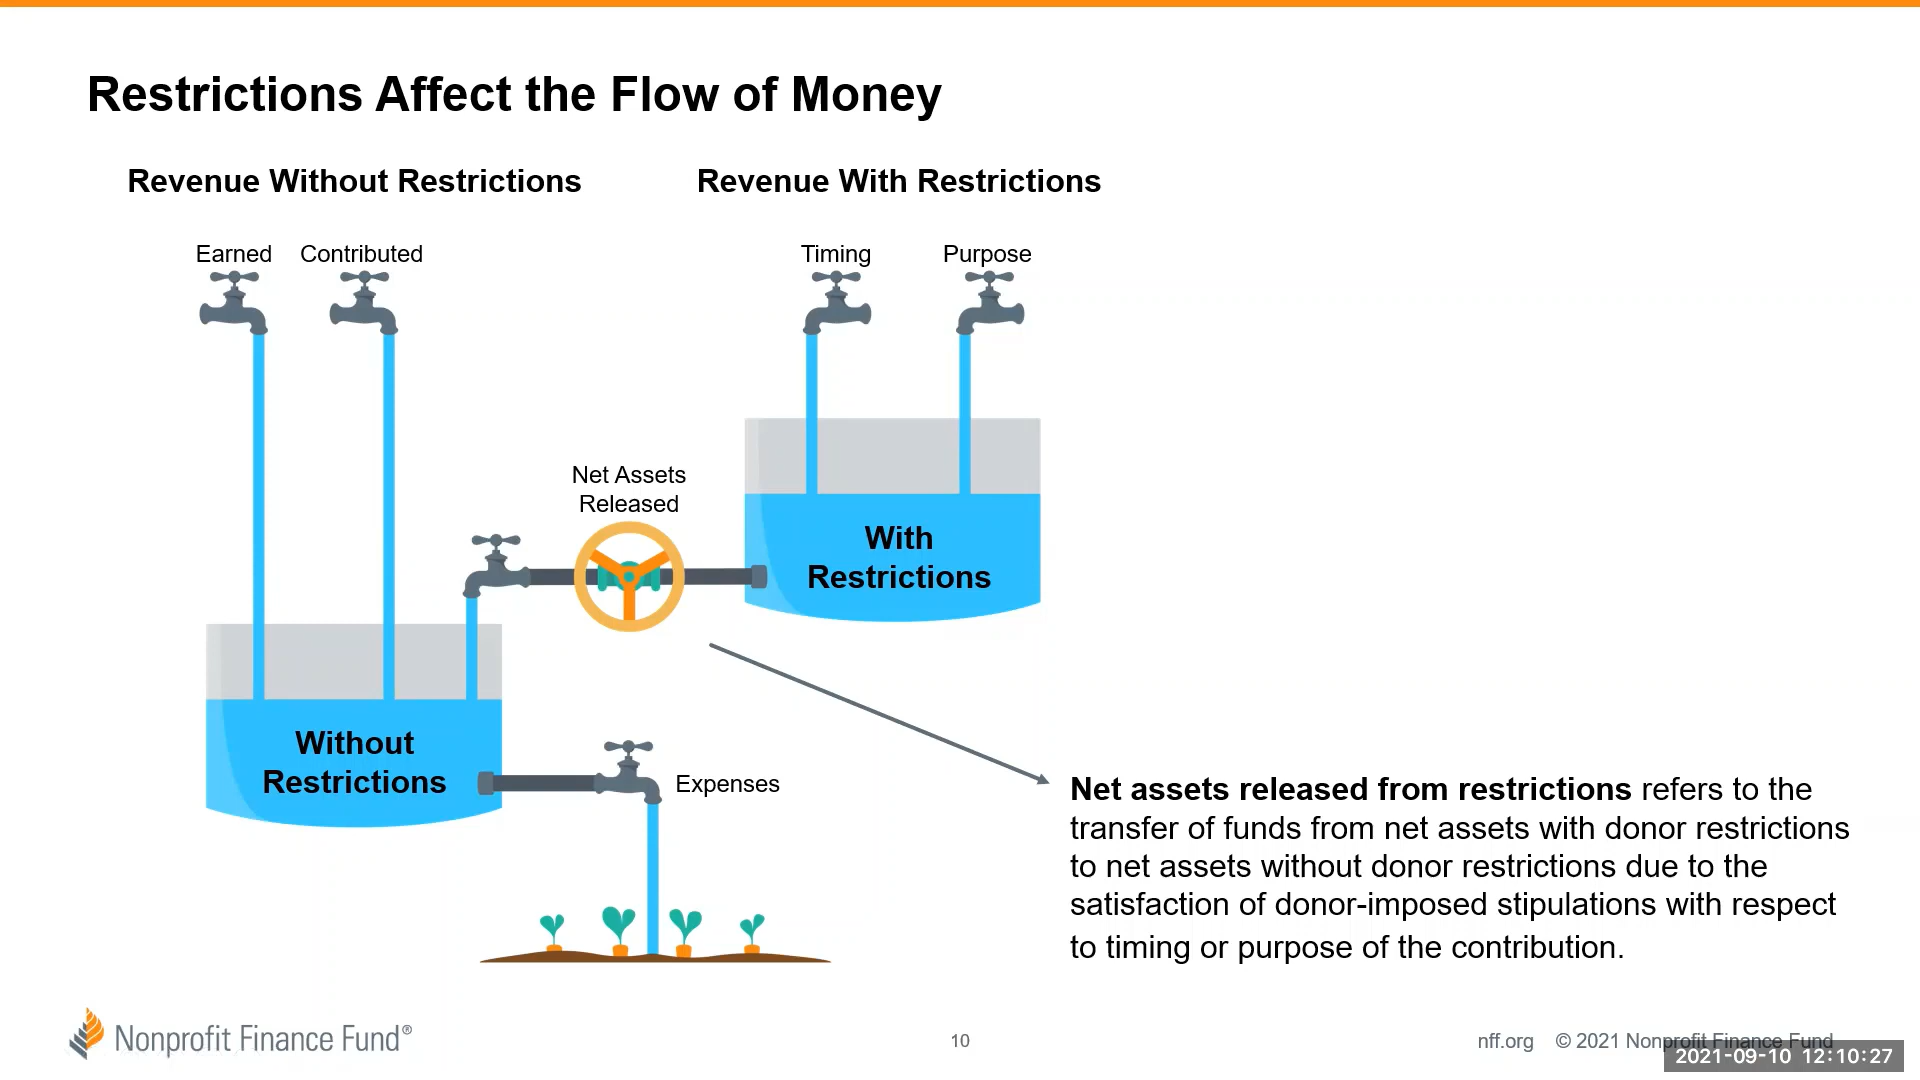 Restrictions Affect the Flow of Money
Revenue Without Restrictions
Revenue With Restrictions
Earned
Contributed
Timing
Purpose
Net Assets
Released
With
Restrictions
Without
Restrictions
Expenses
Net assets released from restrictions refers to the
transfer of funds from net assets with donor restrictions
to net assets without donor restrictions due to the
satisfaction of donor-imposed stipulations with respect
to timing or purpose of the contribution.
Nonprofit Finance Fund®
10
nff.org © 2021 Nonprofit Finance Fund
2021-09-10 12:10:27